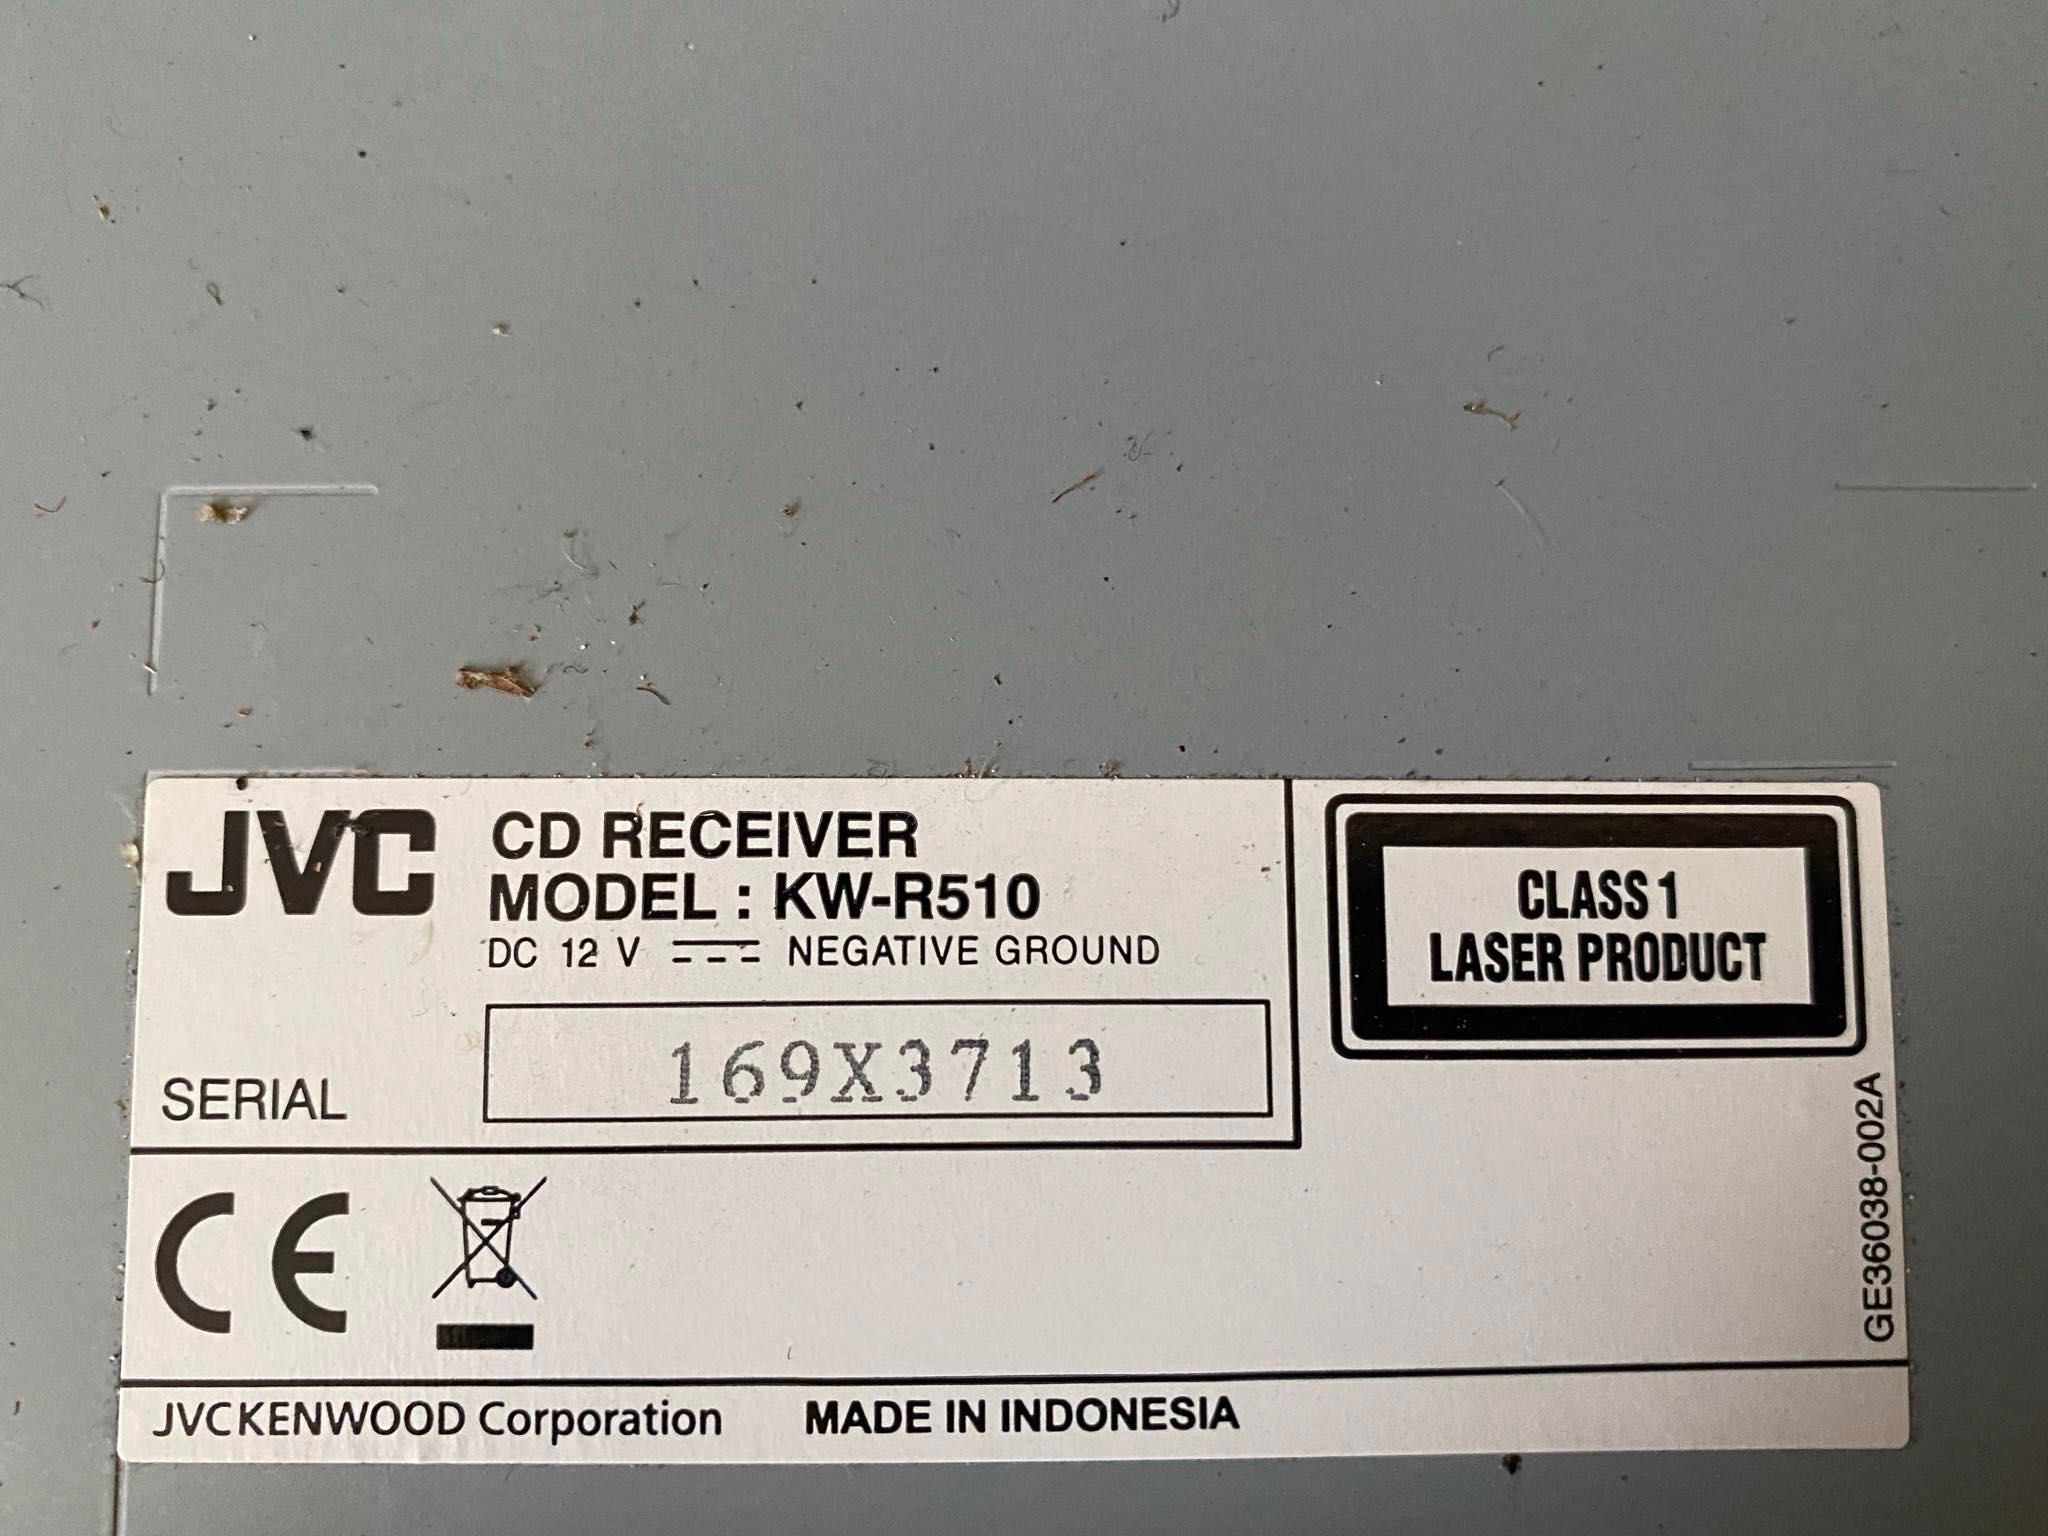 JVC
CD RECEIVER
MODEL : KW-R510
DC 12 V NEGATIVE GROUND
SERIAL
169X3713
CLASS 1
LASER PRODUCT
GE36038-002A
CE
JVCKENWOOD Corporation
MADE IN INDONESIA